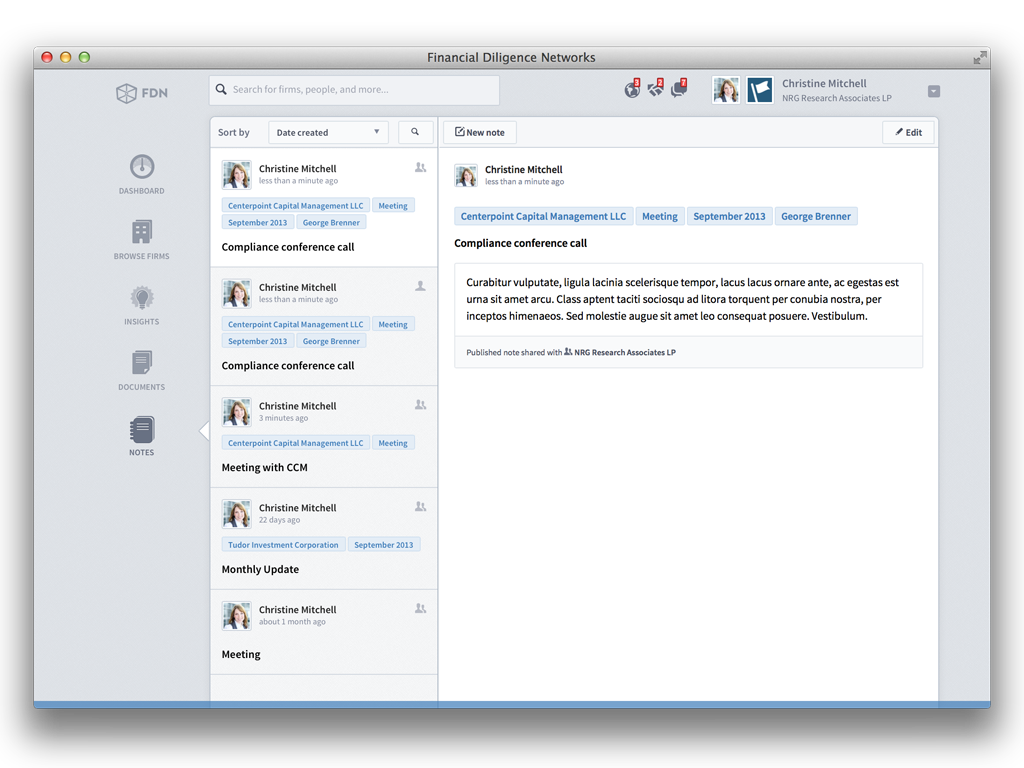 Financial Diligence Networks
FDN
Search for firms, people, and more...
3
2
7
Christine Mitchell
NRG Research Associates LP
DASHBOARD
BROWSE FIRMS
INSIGHTS
DOCUMENTS
NOTES
Sort by
Date created
Christine Mitchell
less than a minute ago
Centerpoint Capital Management LLC
Meeting
September 2013
George Brenner
Compliance conference call
Christine Mitchell
less than a minute ago
Centerpoint Capital Management LLC
Meeting
September 2013
George Brenner
Compliance conference call
Christine Mitchell
3 minutes ago
Centerpoint Capital Management LLC
Meeting
Meeting with CCM
Christine Mitchell
22 days ago
Tudor Investment Corporation
September 2013
Monthly Update
Christine Mitchell
about 1 month ago
Meeting
New note
Edit
Christine Mitchell
less than a minute ago
Centerpoint Capital Management LLC
Meeting
September 2013
George Brenner
Compliance conference call
Curabitur vulputate, ligula lacinia scelerisque tempor, lacus lacus ornare ante, ac egestas est
urna sit amet arcu. Class aptent taciti sociosqu ad litora torquent per conubia nostra, per
inceptos himenaeos. Sed molestie augue sit amet leo consequat posuere. Vestibulum.
Published note shared with NRG Research Associates LP